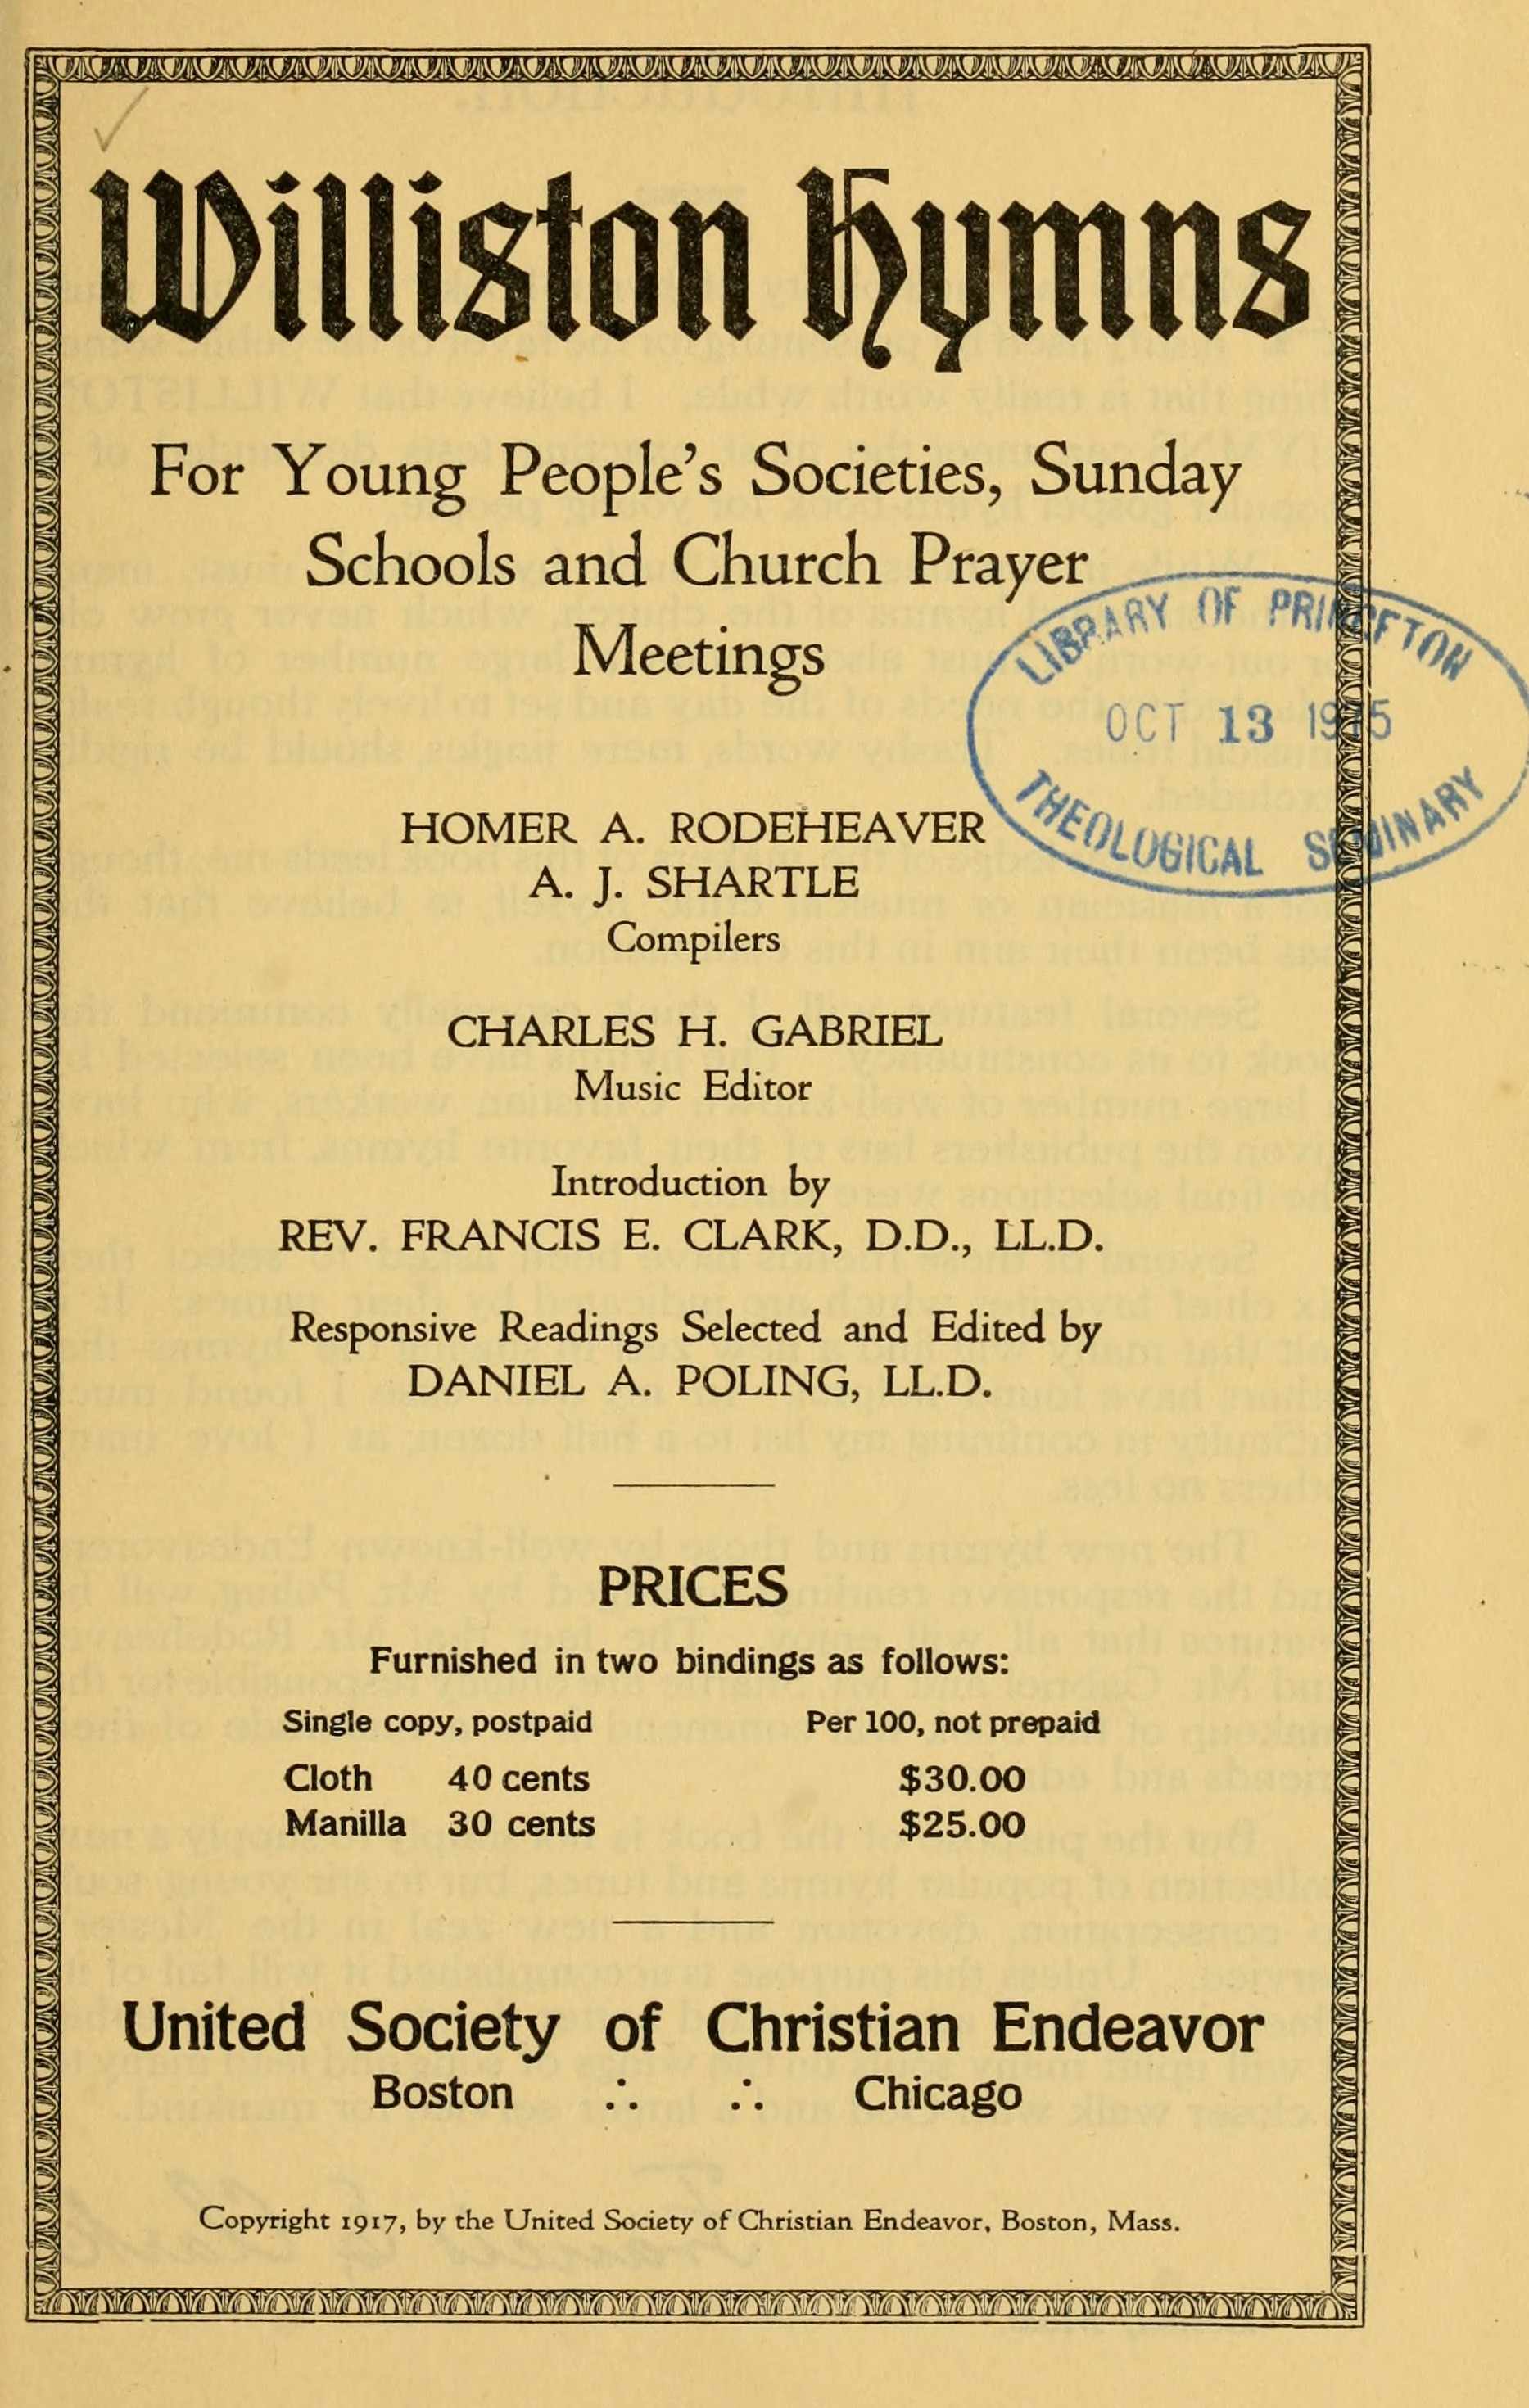 Williston Hymns
For Young People's Societies, Sunday
Schools and Church Prayer
Meetings
LIBRARY OF PRINCETON
OCT 13
THEOLOGICAL SEMINARY
HOMER A. RODEHEAVER
A. J. SHARTLE
Compilers
CHARLES H. GABRIEL
Music Editor
Introduction by
REV. FRANCIS E. CLARK, D.D., LL.D.
Responsive Readings Selected and Edited by
DANIEL A. POLING, LL.D.
PRICES
Furnished in two bindings as follows:
Single copy, postpaid Per 100, not prepaid
Cloth 40 cents $30.00
Manilla 30 cents $25.00
United Society of Christian Endeavor
Boston ∴ ∴ Chicago
Copyright 1917, by the United Society of Christian Endeavor, Boston, Mass.